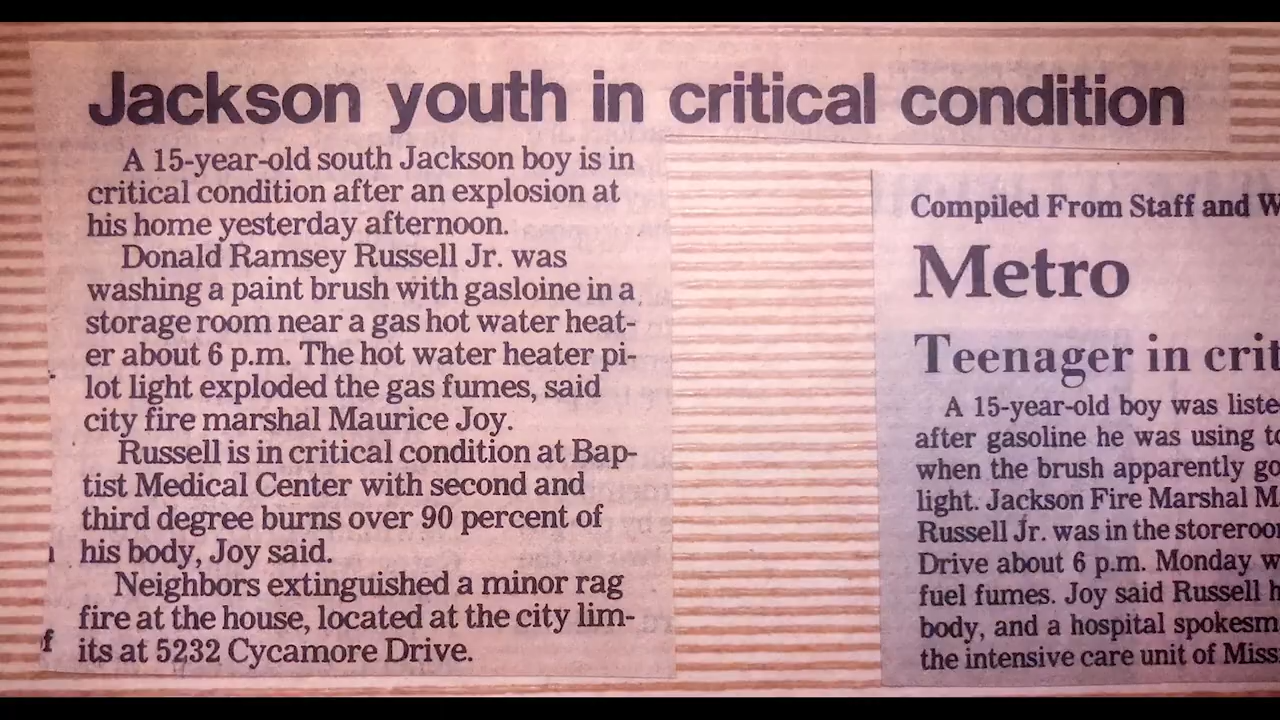 Jackson youth in critical condition
A 15-year-old south Jackson boy is in
critical condition after an explosion at
his home yesterday afternoon.
Donald Ramsey Russell Jr. was
washing a paint brush with gasloine in a
storage room near a gas hot water heat-
er about 6 p.m. The hot water heater pi-
lot light exploded the gas fumes, said
city fire marshal Maurice Joy.
Russell is in critical condition at Bap-
tist Medical Center with second and
third degree burns over 90 percent of
his body, Joy said.
Neighbors extinguished a minor rag
fire at the house, located at the city lim-
its at 5232 Cycamore Drive.
Compiled From Staff and
Metro
Teenager in
A 15-year-old boy was
after gasoline he was using
when the brush apparently
light. Jackson Fire Marshal
Russell Jr. was in the
Drive about 6 p.m. Monday
fuel fumes. Joy said Russell
body, and a hospital
the intensive care unit of